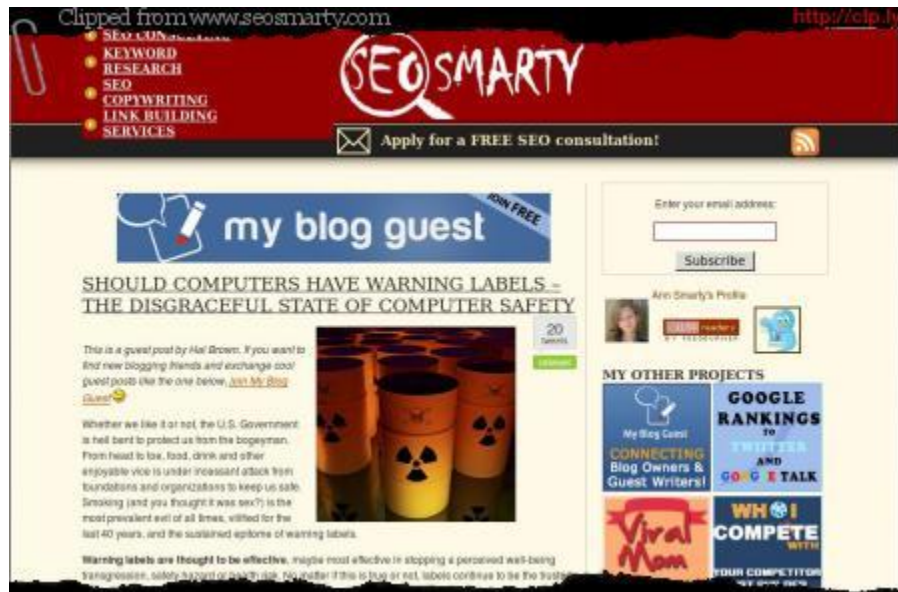 Clipped from www.seosmarty.com
http://clp.ly
SEO CONSULTING
KEYWORD
RESEARCH
SEO
COPYWRITING
LINK BUILDING
SERVICES
SEO SMARTY
Apply for a FREE SEO consultation!
my blog guest
JOIN FREE
SHOULD COMPUTERS HAVE WARNING LABELS –
THE DISGRACEFUL STATE OF COMPUTER SAFETY
20
tweets
This is a guest post by Hal Brown. If you want to
find new blogging friends and exchange cool
guest posts like the one below, Join My Blog
Guest
Whether we like it or not, the U.S. Government
is hell bent to protect us from the bogeyman.
From head to toe, food, drink and other
enjoyable vice is under incessant attack from
foundations and organizations to keep us safe.
Smoking (and you thought it was sex?) is the
most prevalent evil of all times, vilified for the
last 40 years, and the sustained epitome of warning labels.
Warning labels are thought to be effective, maybe most effective in stopping a perceived well-being
transgression, safety hazard or health risk. No matter if this is true or not, labels continue to be the trusted
Enter your email address:
Subscribe
Ann Smarty's Profile
readers
MY OTHER PROJECTS
My Blog Guest
CONNECTING
Blog Owners &
Guest Writers!
GOOGLE
RANKINGS
TO
TWITTER
AND
GOOGLE TALK
Viral
Mom
WHO I
COMPETE
WITH
YOUR COMPETITOR